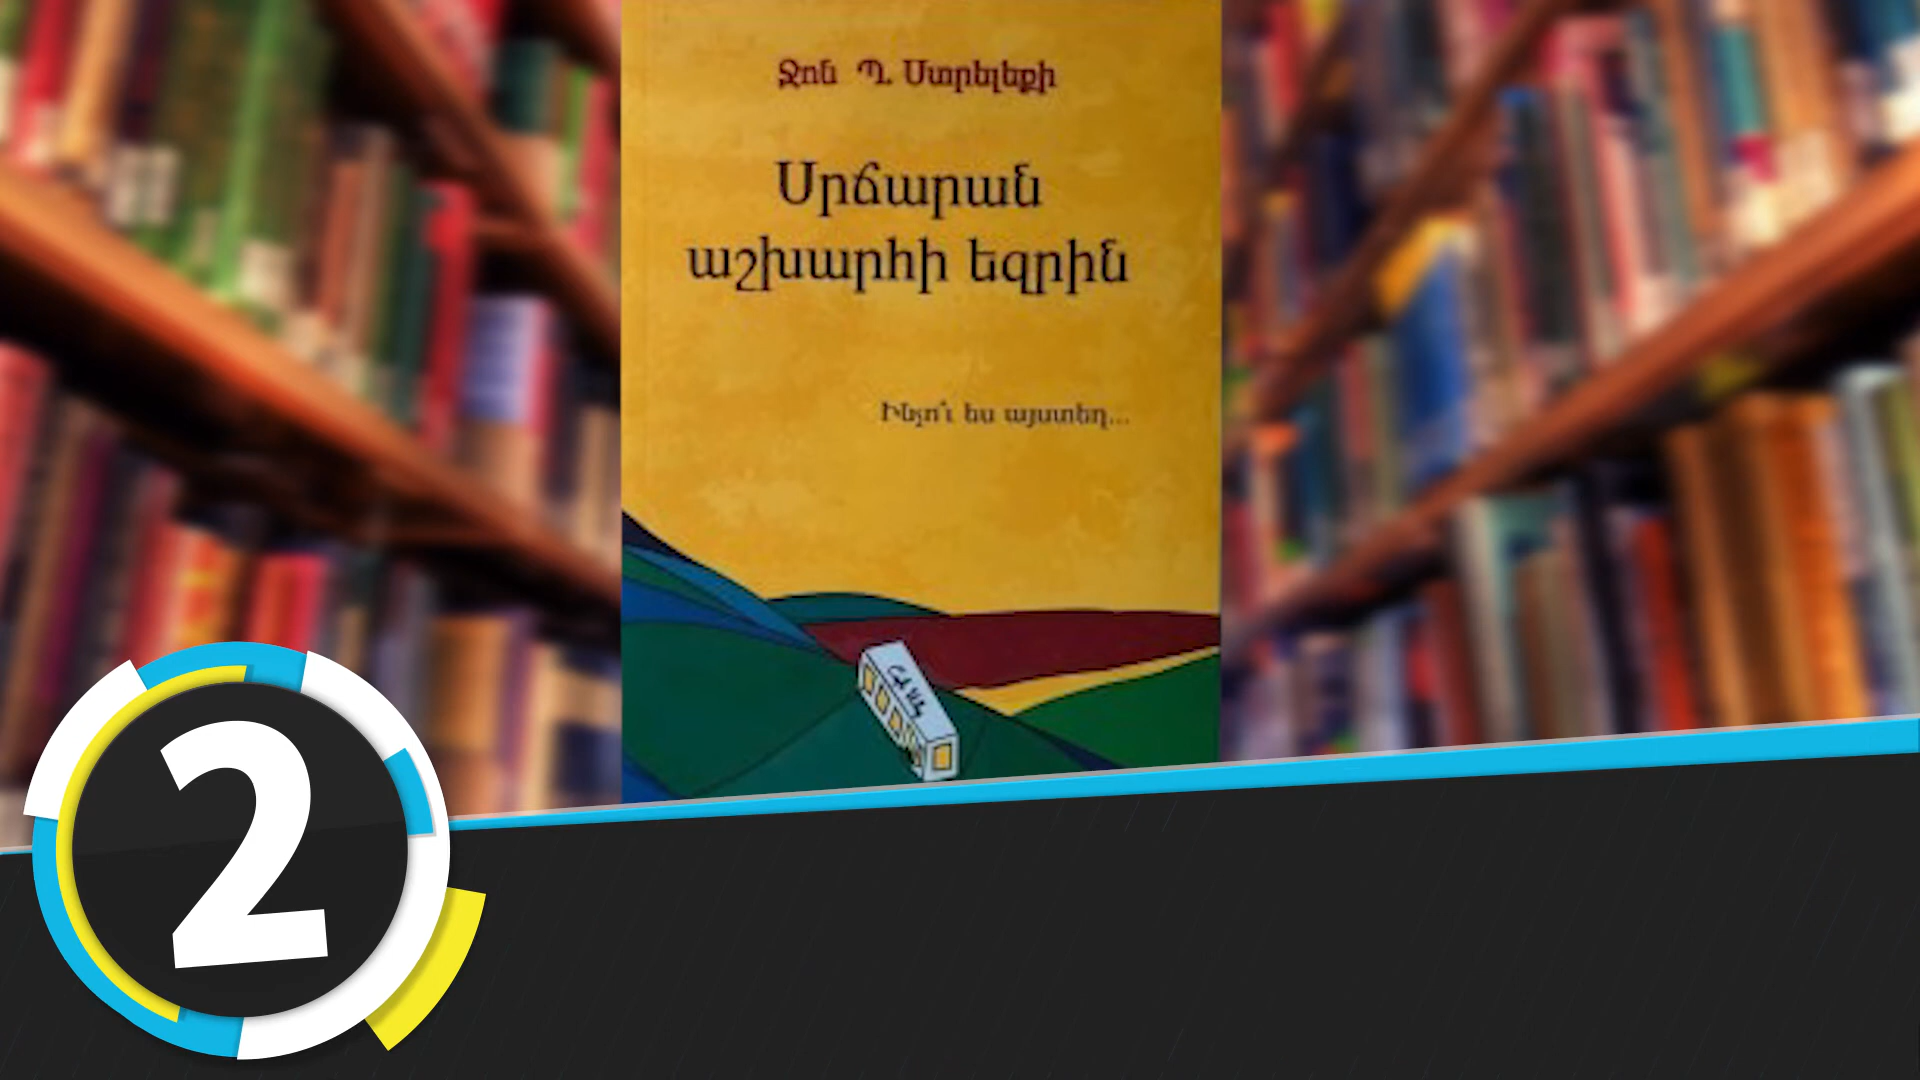 Ջոն Պ. Ստրելեքի
Սրճարան
աշխարհի եզրին
Ինչո՞ւ ես այստեղ...
2